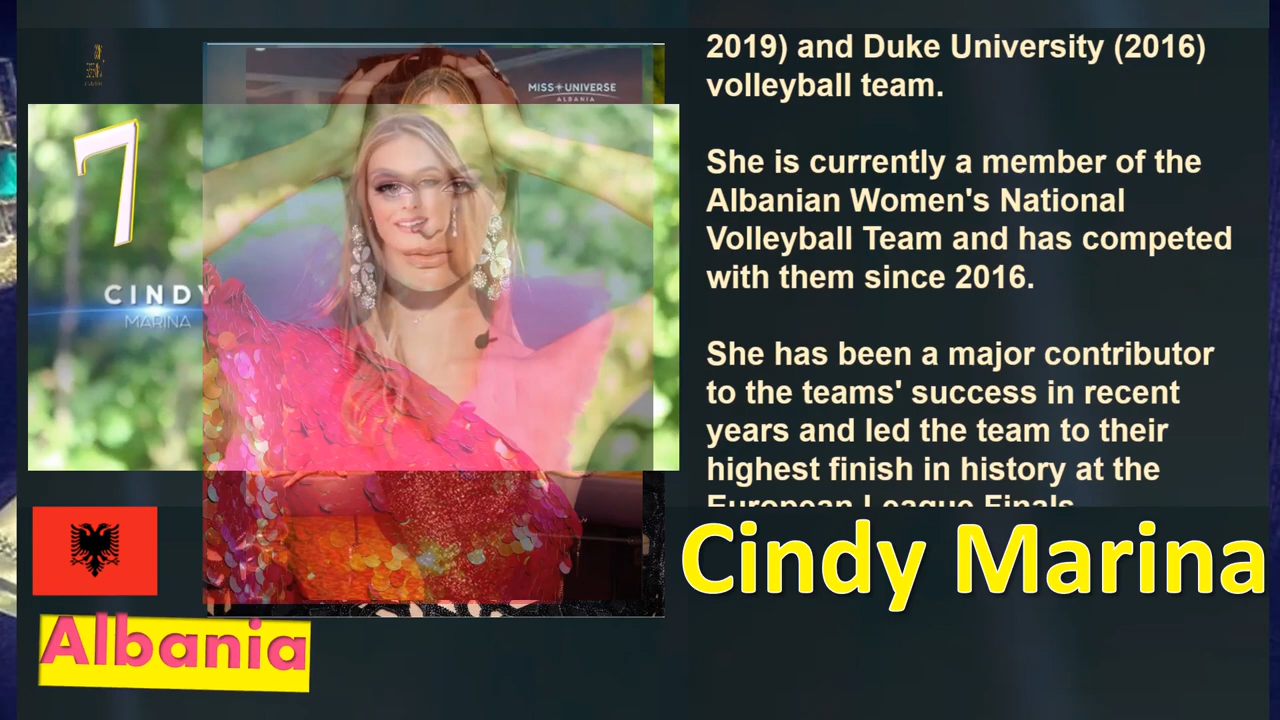 MISS UNIVERSE
ALBANIA
7
CINDY
MARINA
2019) and Duke University (2016)
volleyball team.
She is currently a member of the
Albanian Women's National
Volleyball Team and has competed
with them since 2016.
She has been a major contributor
to the teams' success in recent
years and led the team to their
highest finish in history at the
European League Finals
Cindy Marina
Albania